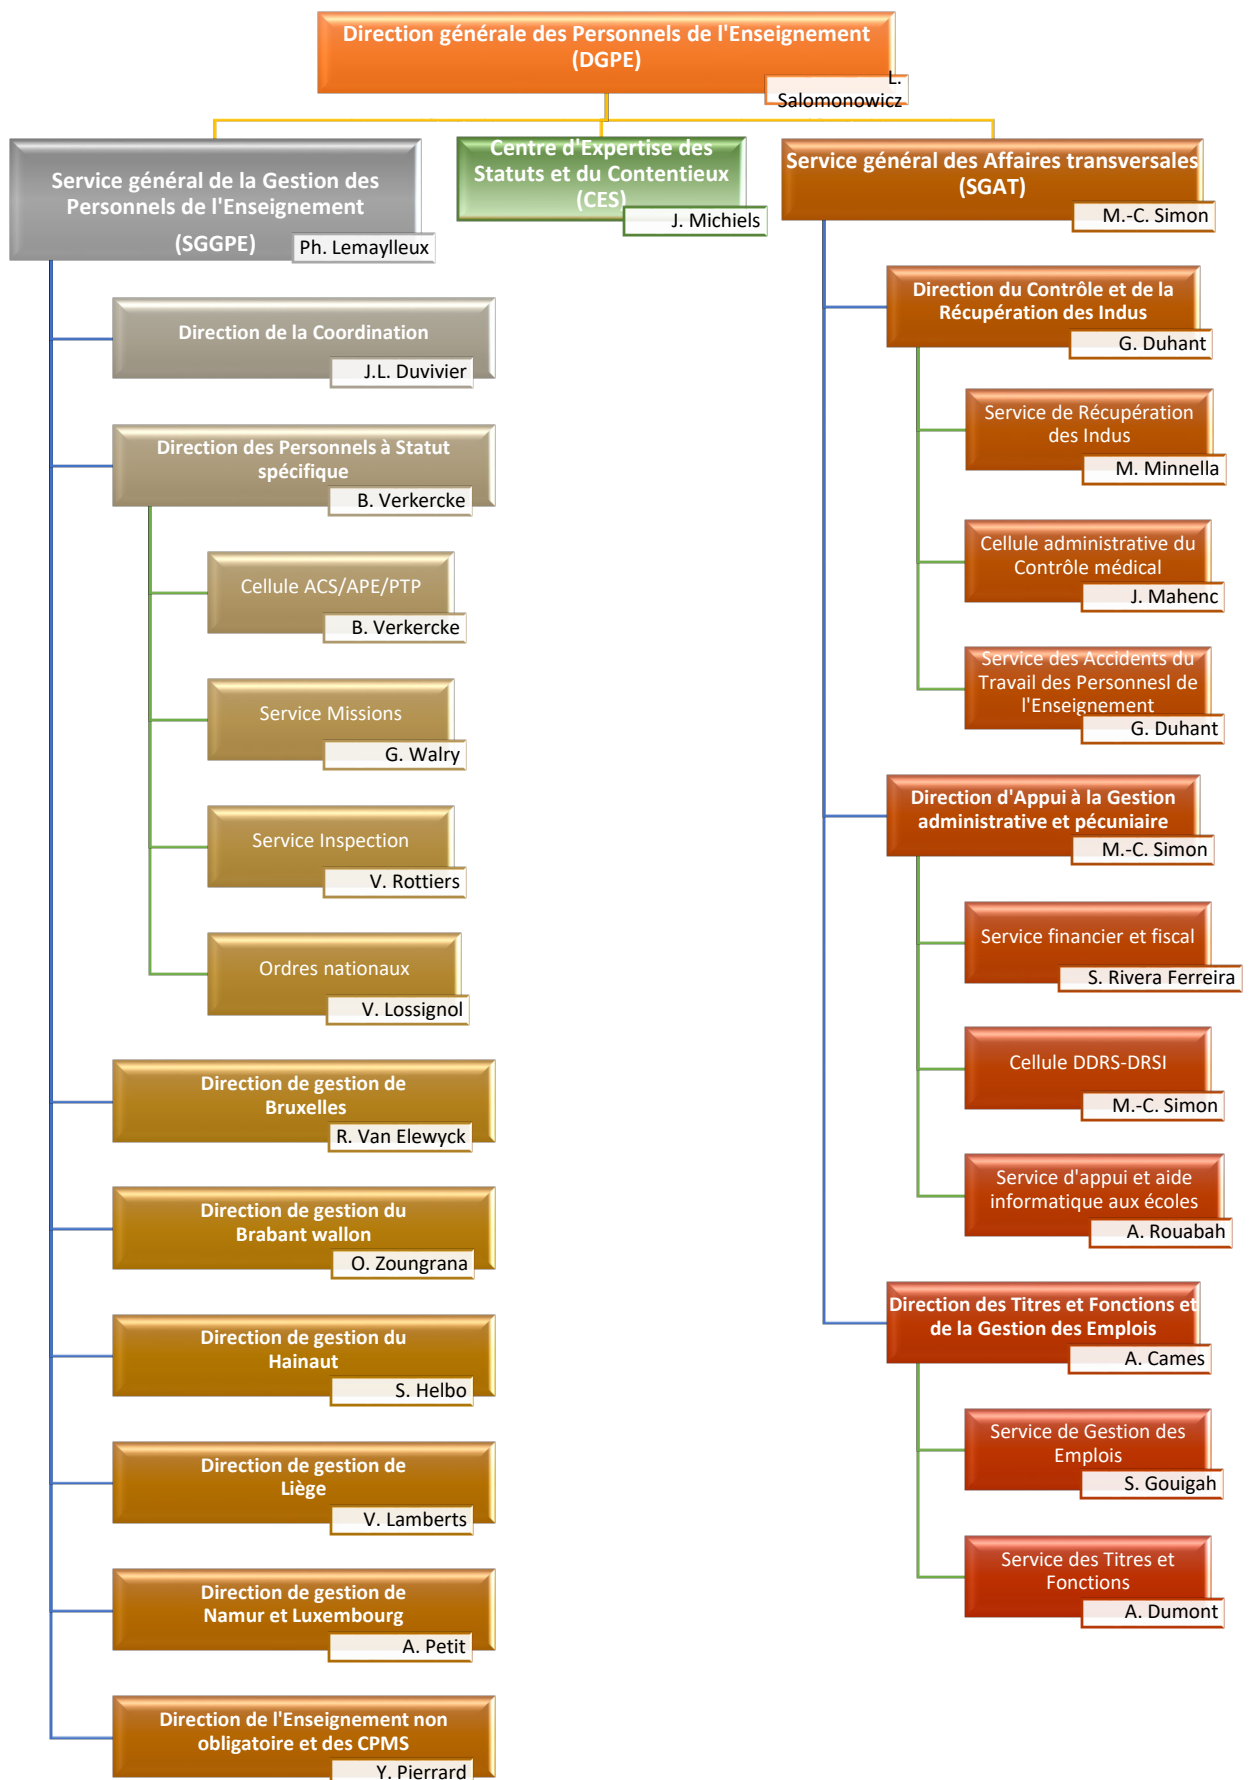 Direction générale des Personnels de l'Enseignement
(DGPE)
L.
Salomonowicz
Service général de la Gestion des
Personnels de l'Enseignement
(SGGPE)
Ph. Lemaylleux
Centre d'Expertise des
Statuts et du Contentieux
(CES)
J. Michiels
Service général des Affaires transversales
(SGAT)
M.-C. Simon
Direction de la Coordination
J.L. Duvivier
Direction des Personnels à Statut
spécifique
B. Verkercke
Cellule ACS/APE/PTP
B. Verkercke
Service Missions
G. Walry
Service Inspection
V. Rottiers
Ordres nationaux
V. Lossignol
Direction de gestion de
Bruxelles
R. Van Elewyck
Direction de gestion du
Brabant wallon
O. Zoungrana
Direction de gestion du
Hainaut
S. Helbo
Direction de gestion de
Liège
V. Lamberts
Direction de gestion de
Namur et Luxembourg
A. Petit
Direction de l'Enseignement non
obligatoire et des CPMS
Y. Pierrard
Direction du Contrôle et de la
Récupération des Indus
G. Duhant
Service de Récupération
des Indus
M. Minnella
Cellule administrative du
Contrôle médical
J. Mahenc
Service des Accidents du
Travail des Personnesl de
l'Enseignement
G. Duhant
Direction d'Appui à la Gestion
administrative et pécuniaire
M.-C. Simon
Service financier et fiscal
S. Rivera Ferreira
Cellule DDRS-DRSI
M.-C. Simon
Service d'appui et aide
informatique aux écoles
A. Rouabah
Direction des Titres et Fonctions et
de la Gestion des Emplois
A. Cames
Service de Gestion des
Emplois
S. Gouigah
Service des Titres et
Fonctions
A. Dumont